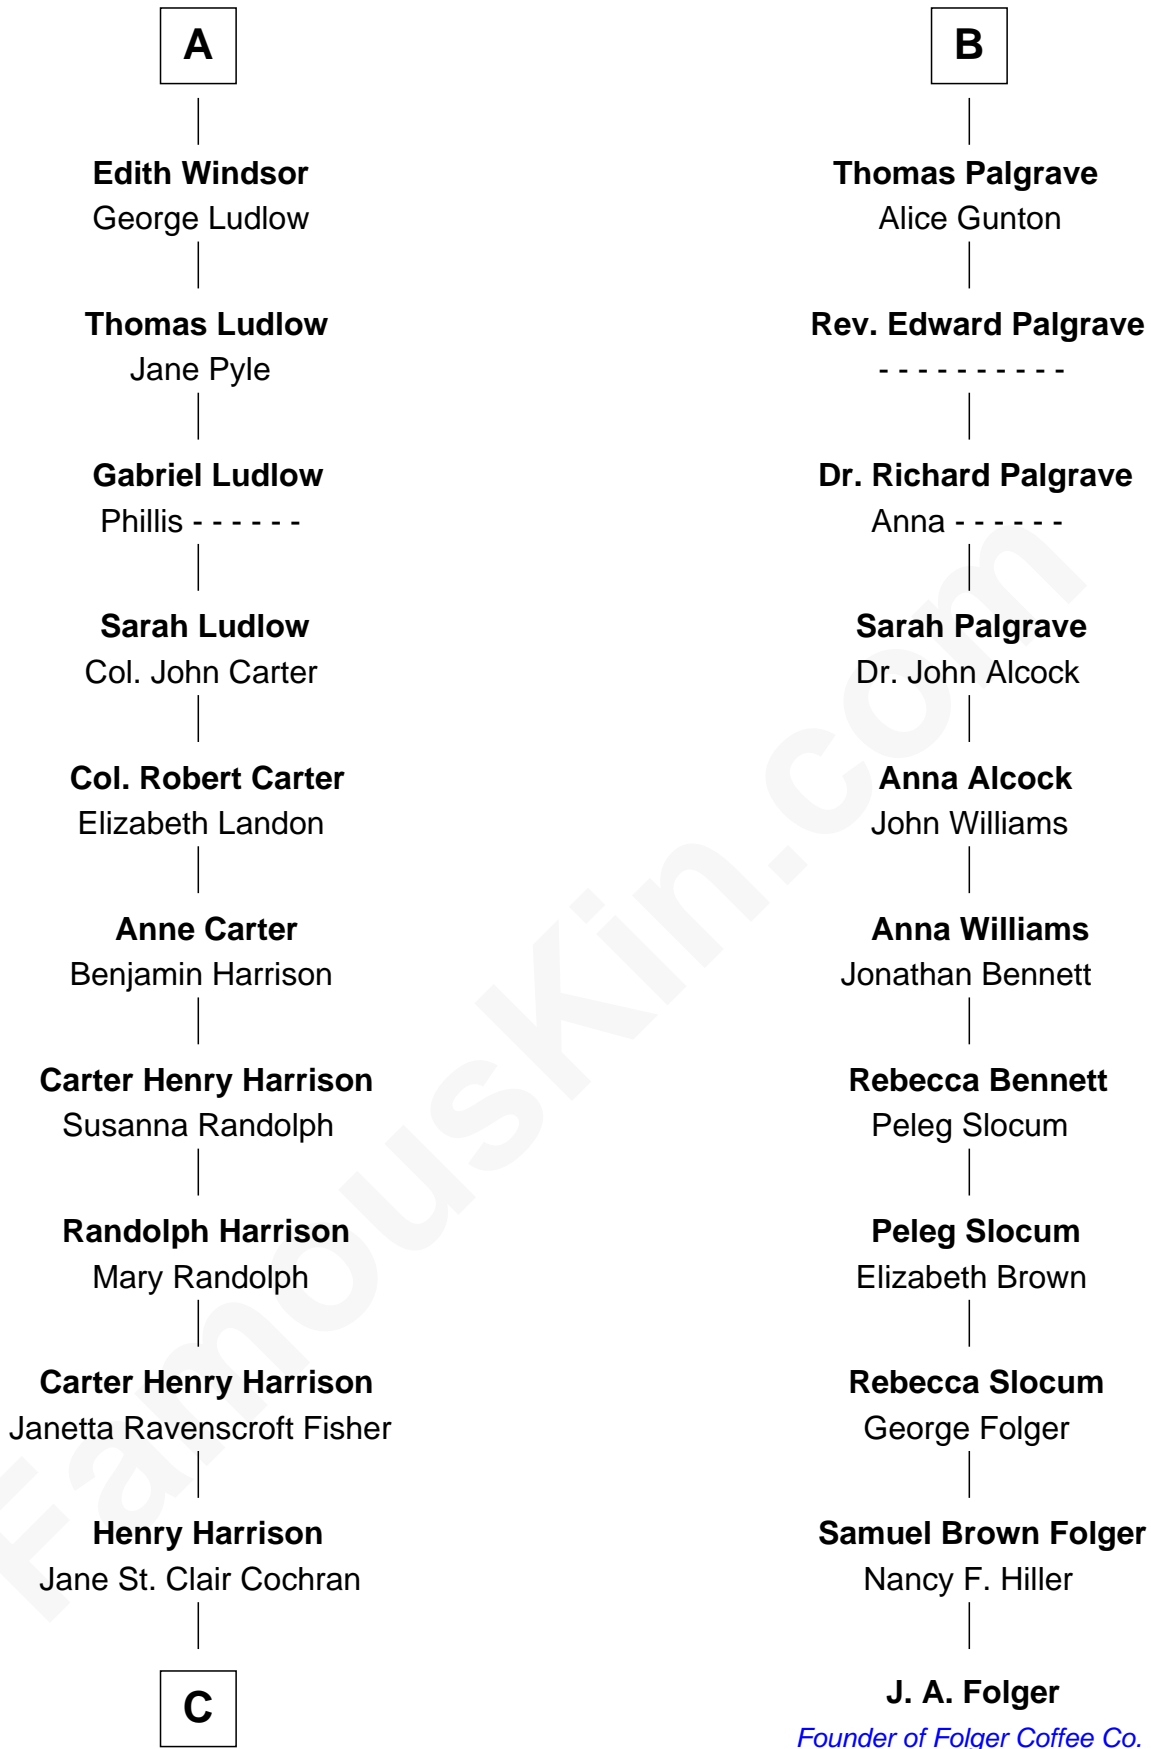 A
Edith Windsor
George Ludlow
Thomas Ludlow
Jane Pyle
Gabriel Ludlow
Phillis - - - - - -
Sarah Ludlow
Col. John Carter
Col. Robert Carter
Elizabeth Landon
Anne Carter
Benjamin Harrison
Carter Henry Harrison
Susanna Randolph
Randolph Harrison
Mary Randolph
Carter Henry Harrison
Janetta Ravenscroft Fisher
Henry Harrison
Jane St. Clair Cochran
C
B
Thomas Palgrave
Alice Gunton
Rev. Edward Palgrave
- - - - - - - - - -
Dr. Richard Palgrave
Anna - - - - - -
Sarah Palgrave
Dr. John Alcock
Anna Alcock
John Williams
Anna Williams
Jonathan Bennett
Rebecca Bennett
Peleg Slocum
Peleg Slocum
Elizabeth Brown
Rebecca Slocum
George Folger
Samuel Brown Folger
Nancy F. Hiller
J. A. Folger
Founder of Folger Coffee Co.
FamousKin.com